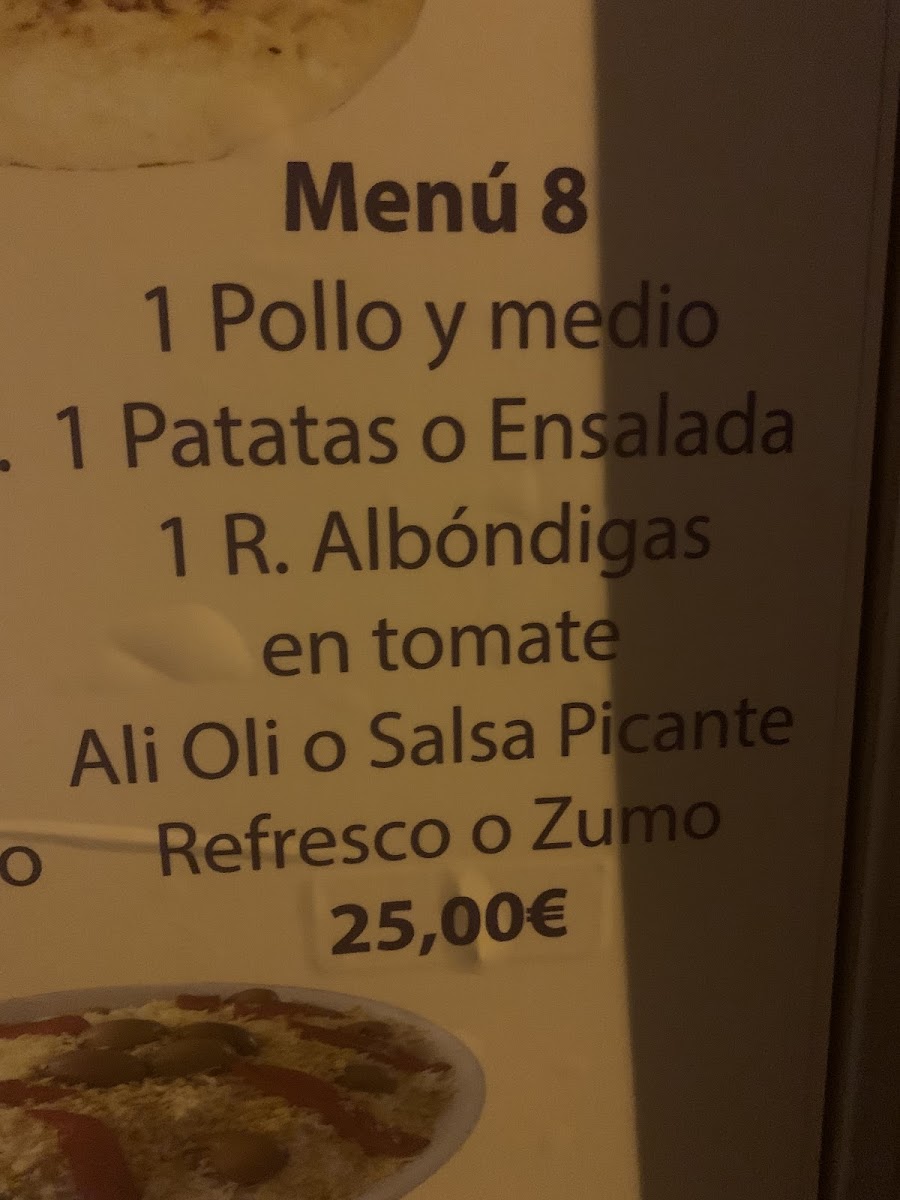 Menú 8
1 Pollo y medio
. 1 Patatas o Ensalada
1 R. Albóndigas
en tomate
Ali Oli o Salsa Picante
o Refresco o Zumo
25,00€